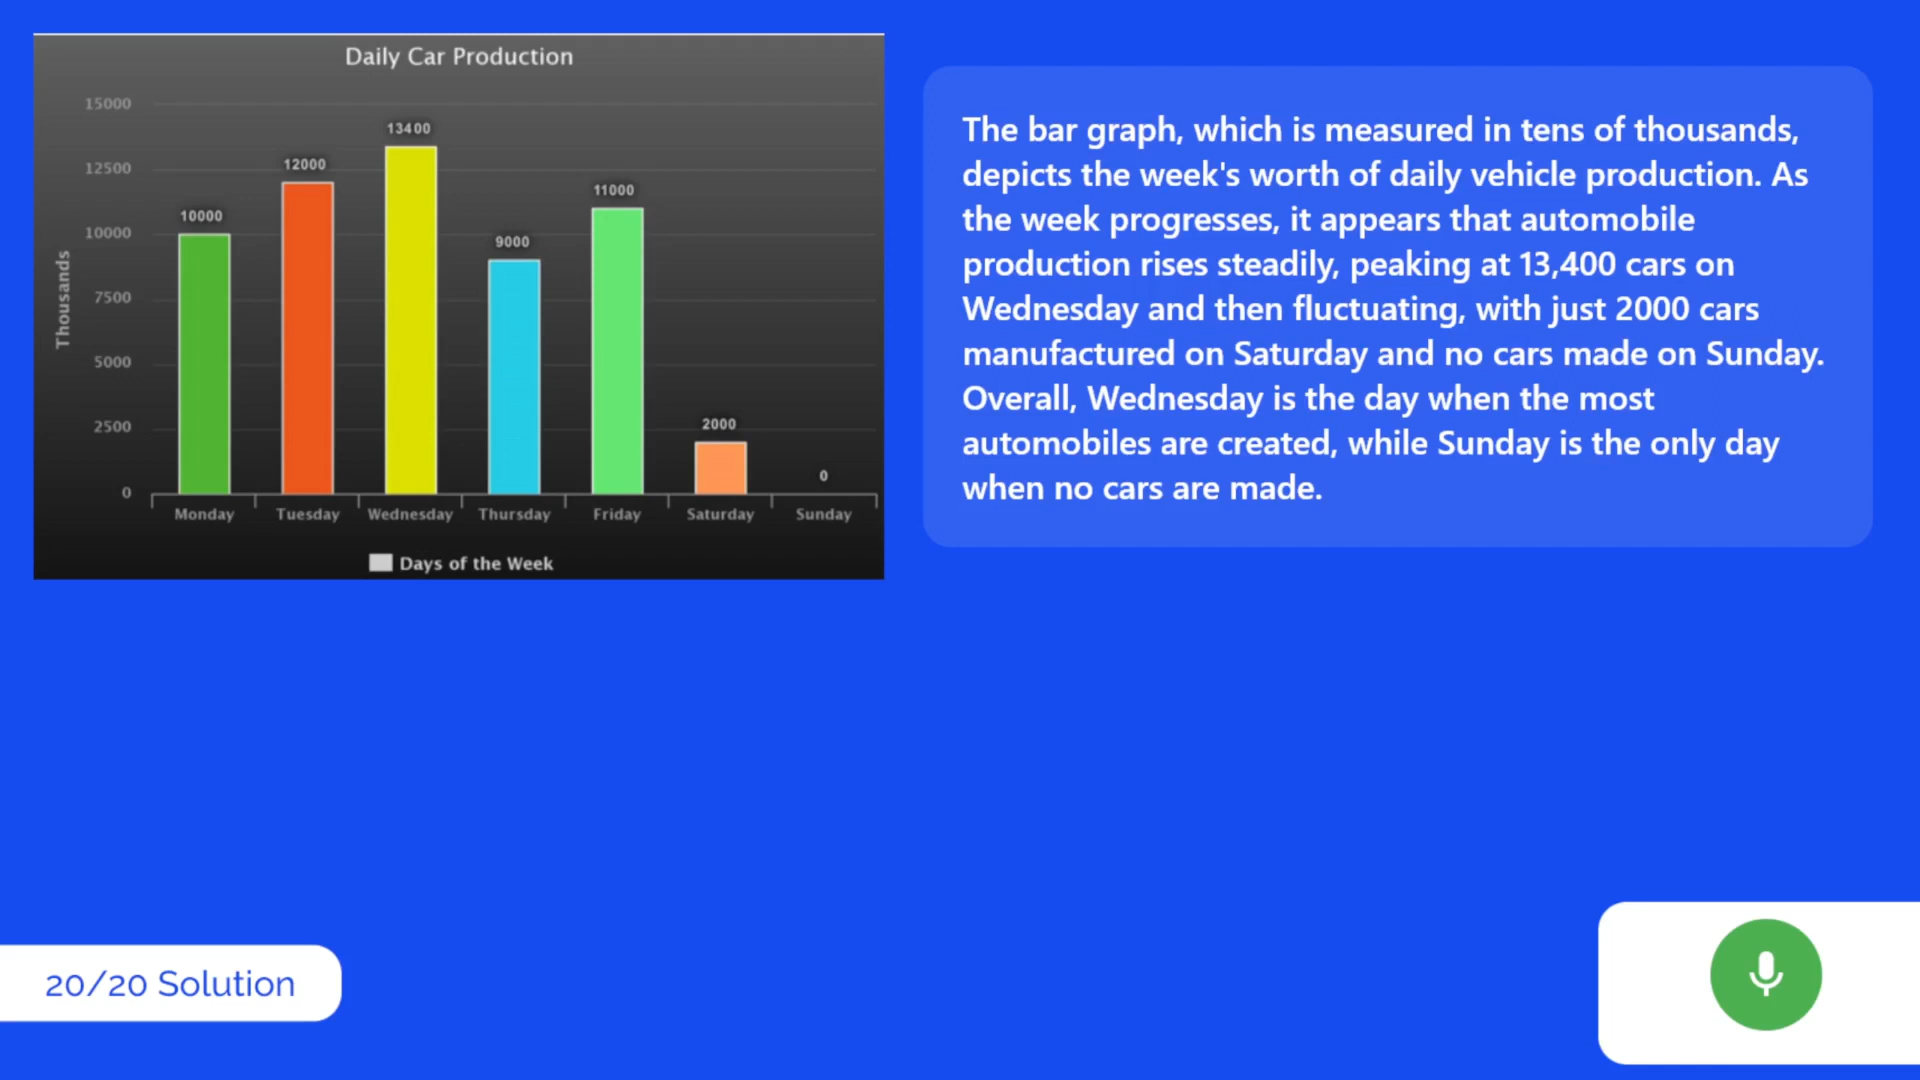 Daily Car Production
15000
12500
10000
7500
5000
2500
0
Thousands
10000
12000
13400
9000
11000
2000
0
Monday Tuesday Wednesday Thursday Friday Saturday Sunday
Days of the Week
The bar graph, which is measured in tens of thousands,
depicts the week's worth of daily vehicle production. As
the week progresses, it appears that automobile
production rises steadily, peaking at 13,400 cars on
Wednesday and then fluctuating, with just 2000 cars
manufactured on Saturday and no cars made on Sunday.
Overall, Wednesday is the day when the most
automobiles are created, while Sunday is the only day
when no cars are made.
20/20 Solution